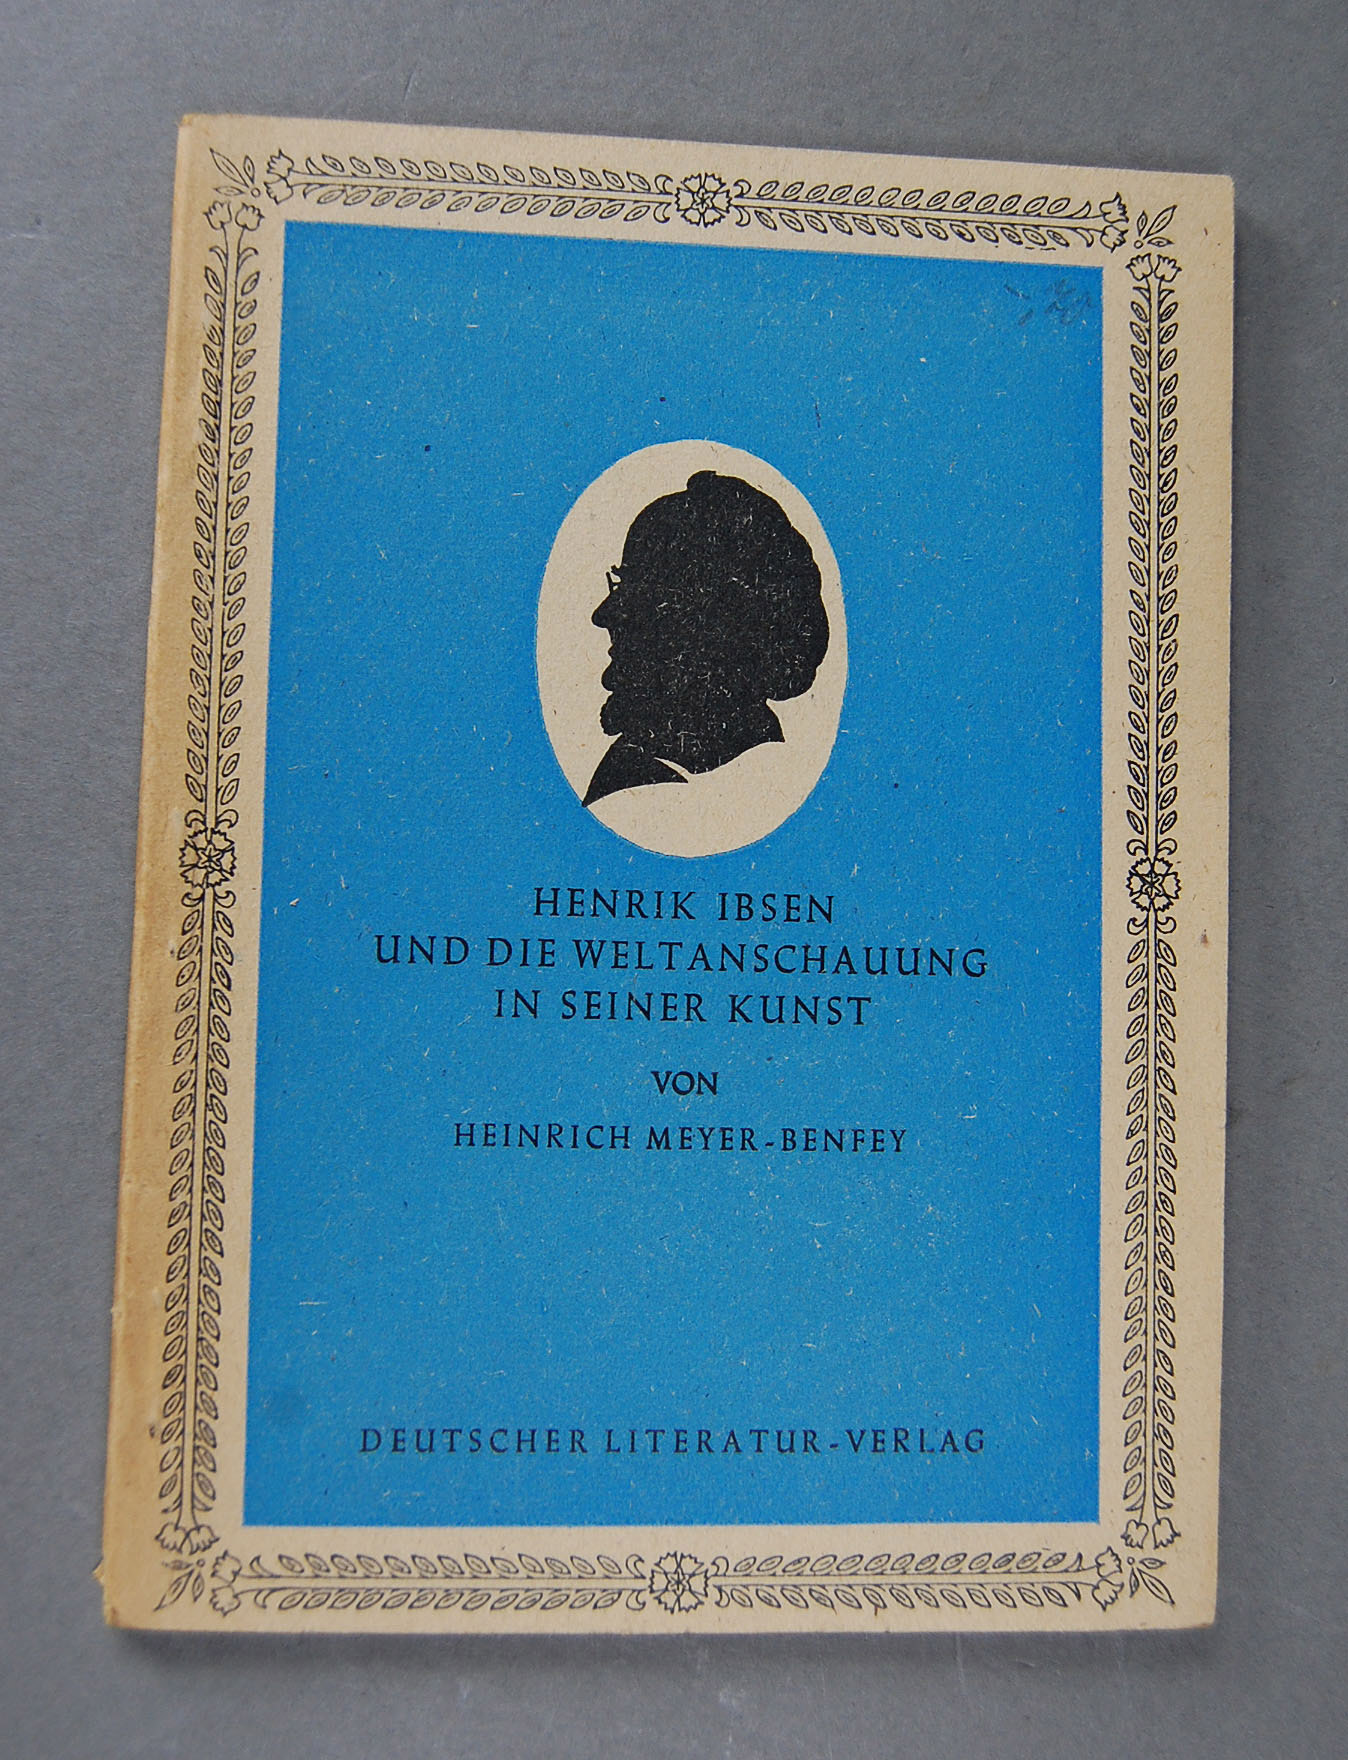 HENRIK IBSEN
UND DIE WELTANSCHAUUNG
IN SEINER KUNST
VON
HEINRICH MEYER-BENFEY
DEUTSCHER LITERATUR-VERLAG